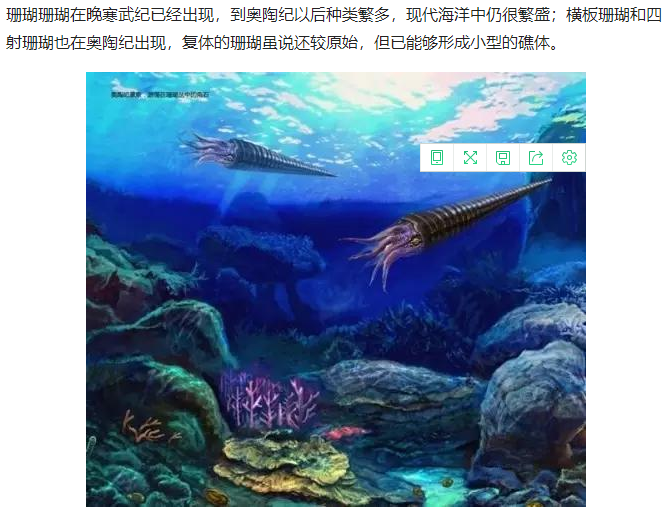 珊瑚珊瑚在晚寒武纪已经出现，到奥陶纪以后种类繁多，现代海洋中仍很繁盛；横板珊瑚和四
射珊瑚也在奥陶纪出现，复体的珊瑚虽说还较原始，但已能够形成小型的礁体。